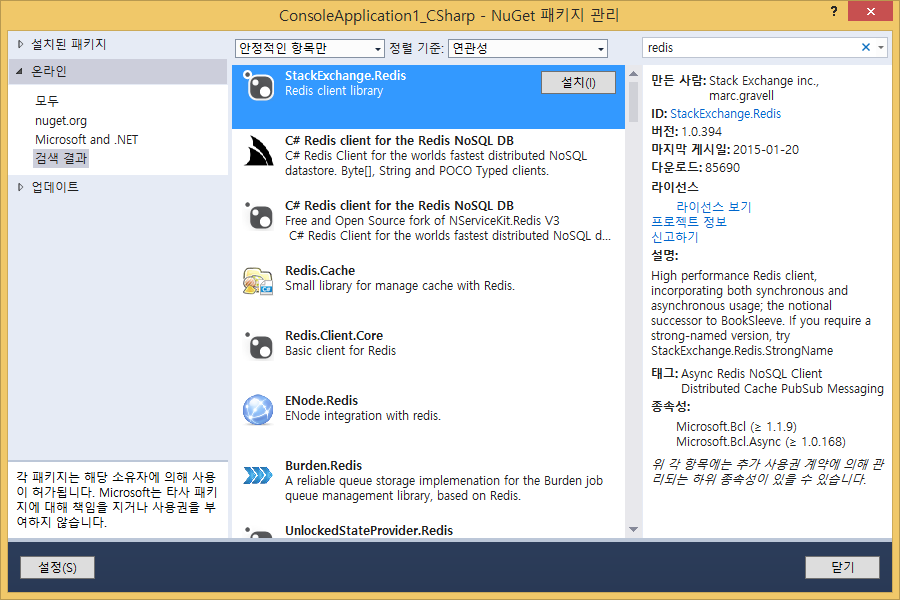 ConsoleApplication1_CSharp - NuGet 패키지 관리
?
설치된 패키지
온라인
모두
nuget.org
Microsoft and .NET
검색 결과
업데이트
각 패키지는 해당 소유자에 의해 사용
이 허가됩니다. Microsoft는 타사 패키
지에 대해 책임을 지거나 사용권을 부
여하지 않습니다.
안정적인 항목만
정렬 기준:
연관성
StackExchange.Redis
Redis client library
설치(I)
C# Redis client for the Redis NoSQL DB
C# Redis Client for the worlds fastest distributed NoSQL
datastore. Byte[], String and POCO Typed clients.
C# Redis client for the Redis NoSQL DB
Free and Open Source fork of NServiceKit.Redis V3
C# Redis Client for the worlds fastest distributed NoSQL d...
Redis.Cache
Small library for manage cache with Redis.
Redis.Client.Core
Basic client for Redis
ENode.Redis
ENode integration with redis.
Burden.Redis
A reliable queue storage implemenation for the Burden job
queue management library, based on Redis.
UnlockedStateProvider.Redis
redis
만든 사람: Stack Exchange inc.,
marc.gravell
ID: StackExchange.Redis
버전: 1.0.394
마지막 게시일: 2015-01-20
다운로드: 85690
라이선스
라이선스 보기
프로젝트 정보
신고하기
설명:
High performance Redis client,
incorporating both synchronous and
asynchronous usage; the notional
successor to BookSleeve. If you require a
strong-named version, try
StackExchange.Redis.StrongName
태그: Async Redis NoSQL Client
Distributed Cache PubSub Messaging
종속성:
Microsoft.Bcl (≥ 1.1.9)
Microsoft.Bcl.Async (≥ 1.0.168)
위 각 항목에는 추가 사용권 계약에 의해 관
리되는 하위 종속성이 있을 수 있습니다.
설정(S)
닫기